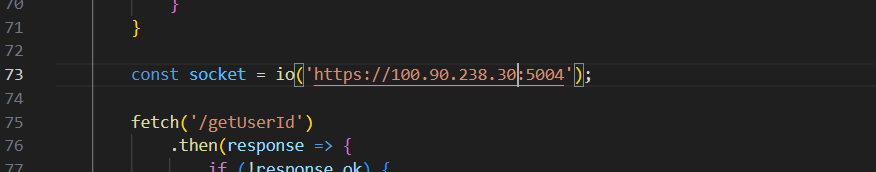 70 }
71 }
72
73 const socket = io('https://100.90.238.30:5004');
74
75 fetch('/getUserId')
76 .then(response => {
77 if (!response.ok) {